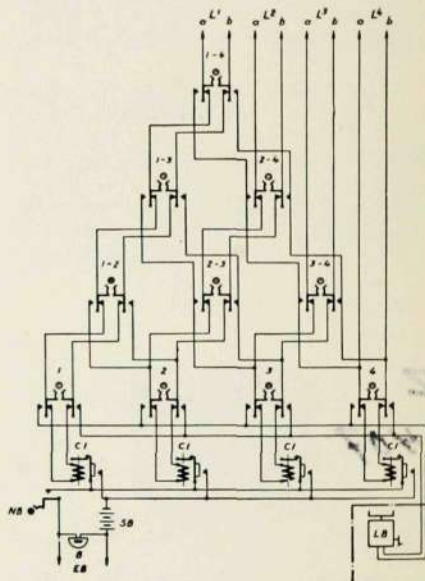 L¹ L² L³ L⁴
a b a b a b a b
1-4
1-3 2-4
1-2 2-3 3-4
1 2 3 4
C1 C1 C1 C1
NB SB LB
B
EB